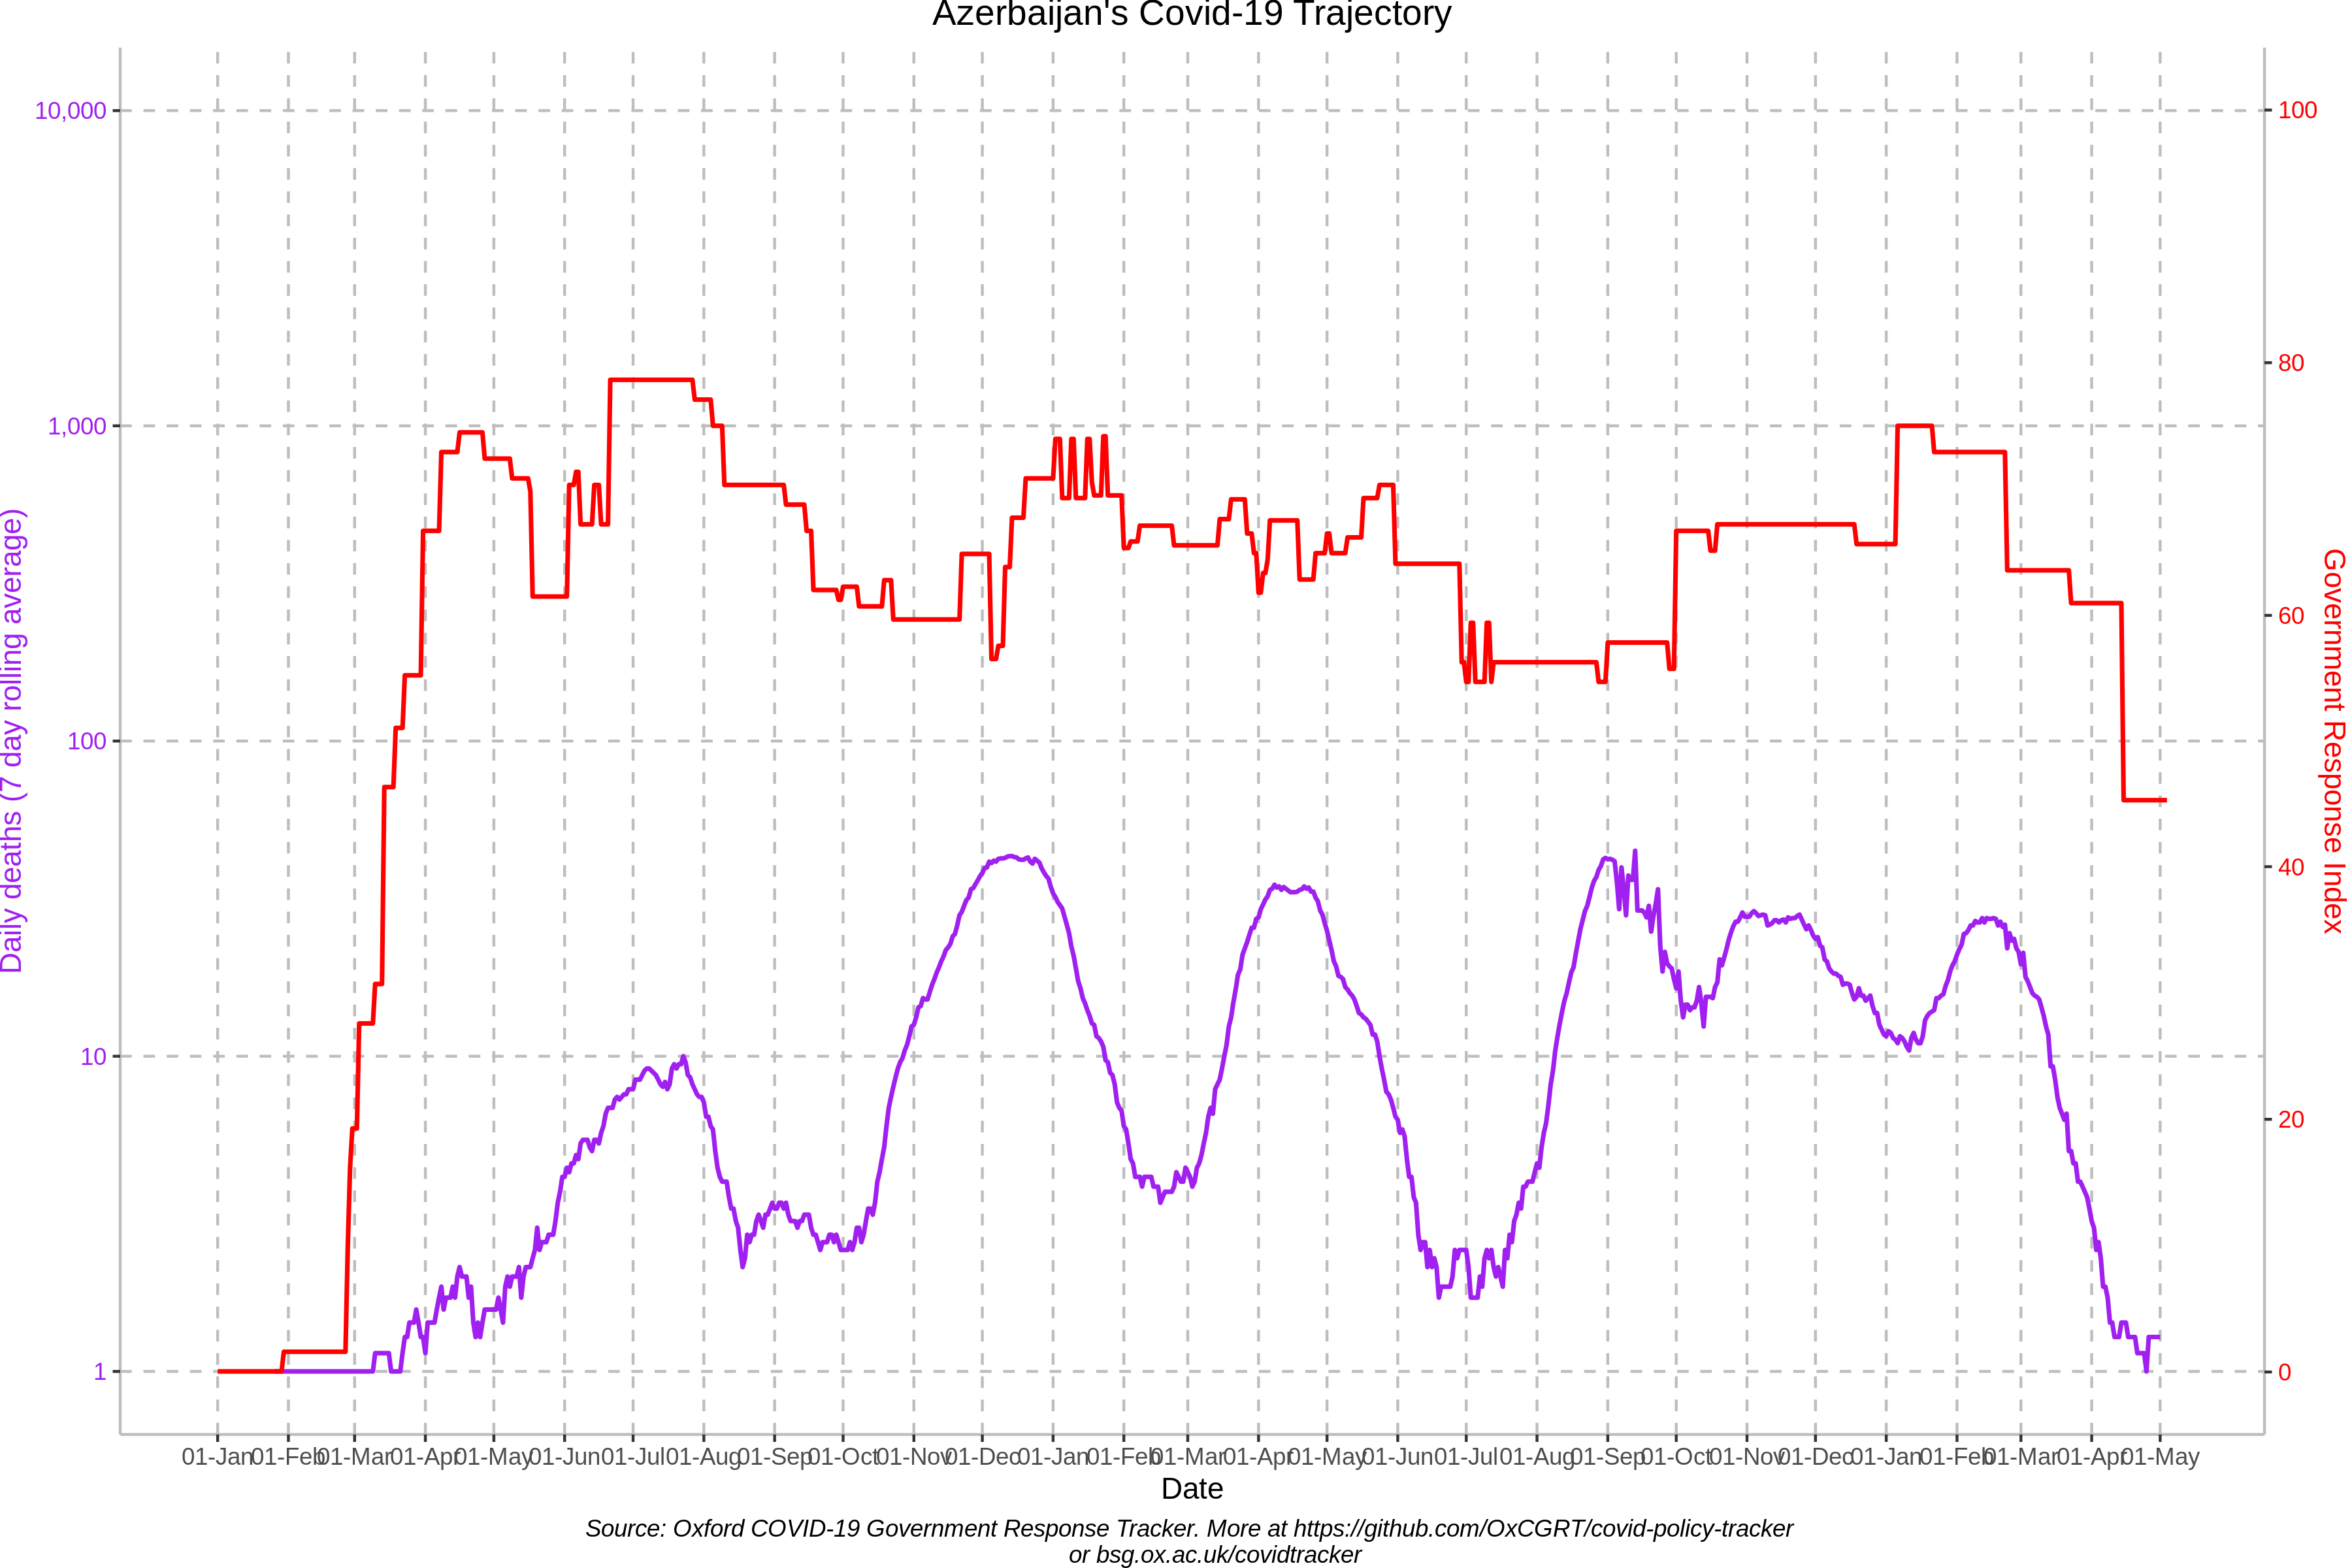 Azerbaijan's Covid-19 Trajectory
10,000
1,000
100
10
1
Daily deaths (7 day rolling average)
100
80
60
40
20
0
Government Response Index
01-Jan 01-Feb 01-Mar 01-Apr 01-May 01-Jun 01-Jul 01-Aug 01-Sep 01-Oct 01-Nov 01-Dec 01-Jan 01-Feb 01-Mar 01-Apr 01-May 01-Jun 01-Jul 01-Aug 01-Sep 01-Oct 01-Nov 01-Dec 01-Jan 01-Feb 01-Mar 01-Apr 01-May
Date
Source: Oxford COVID-19 Government Response Tracker. More at https://github.com/OxCGRT/covid-policy-tracker
or bsg.ox.ac.uk/covidtracker